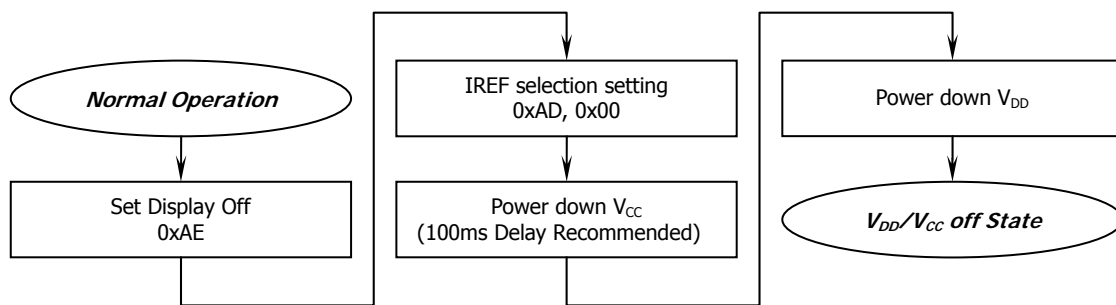 Normal Operation
Set Display Off
0xAE
IREF selection setting
0xAD, 0x00
Power down VCC
(100ms Delay Recommended)
Power down VDD
VDD/VCC off State